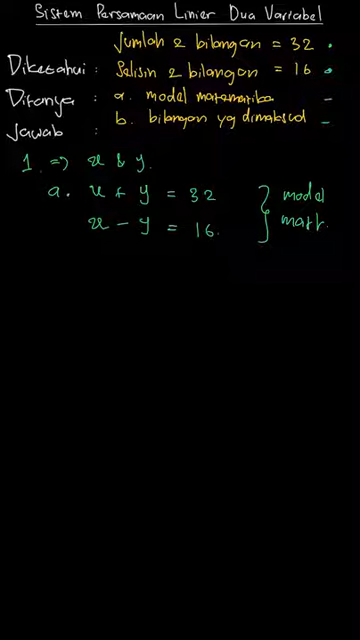 Sistem Persamaan Linier Dua Variabel
Jumlah 2 bilangan = 32 .
Diketahui : Selisih 2 bilangan = 16 .
Ditanya : a. model matematika -
b. bilangan yg dimaksud -
Jawab :
1. => x & y.
a. x + y = 32
x - y = 16.
} model
matt.